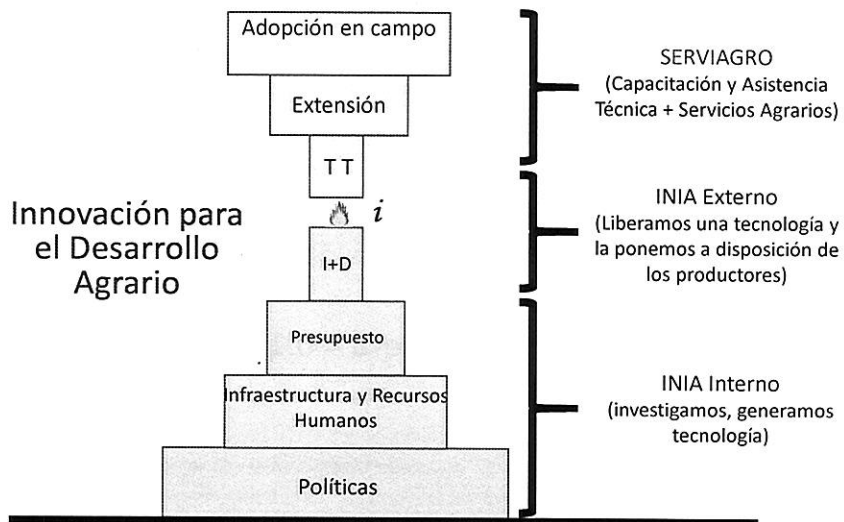 Adopción en campo
Extensión
T T
i
I+D
Presupuesto
Infraestructura y Recursos
Humanos
Políticas
Innovación para
el Desarrollo
Agrario
SERVIAGRO
(Capacitación y Asistencia
Técnica + Servicios Agrarios)
INIA Externo
(Liberamos una tecnología y
la ponemos a disposición de
los productores)
INIA Interno
(investigamos, generamos
tecnología)